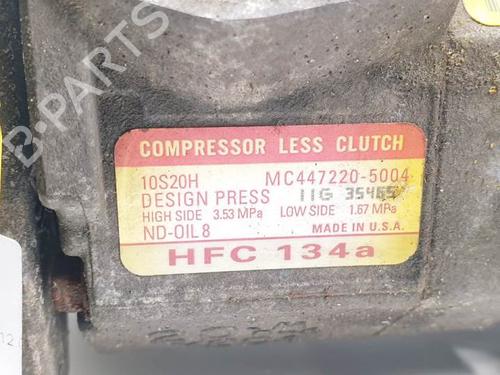 COMPRESSOR LESS CLUTCH
10S20H MC447220-5004
DESIGN PRESS 11G 35465
HIGH SIDE 3.53 MPa LOW SIDE 1.67 MPa
ND-OIL 8 MADE IN U.S.A.
HFC 134a